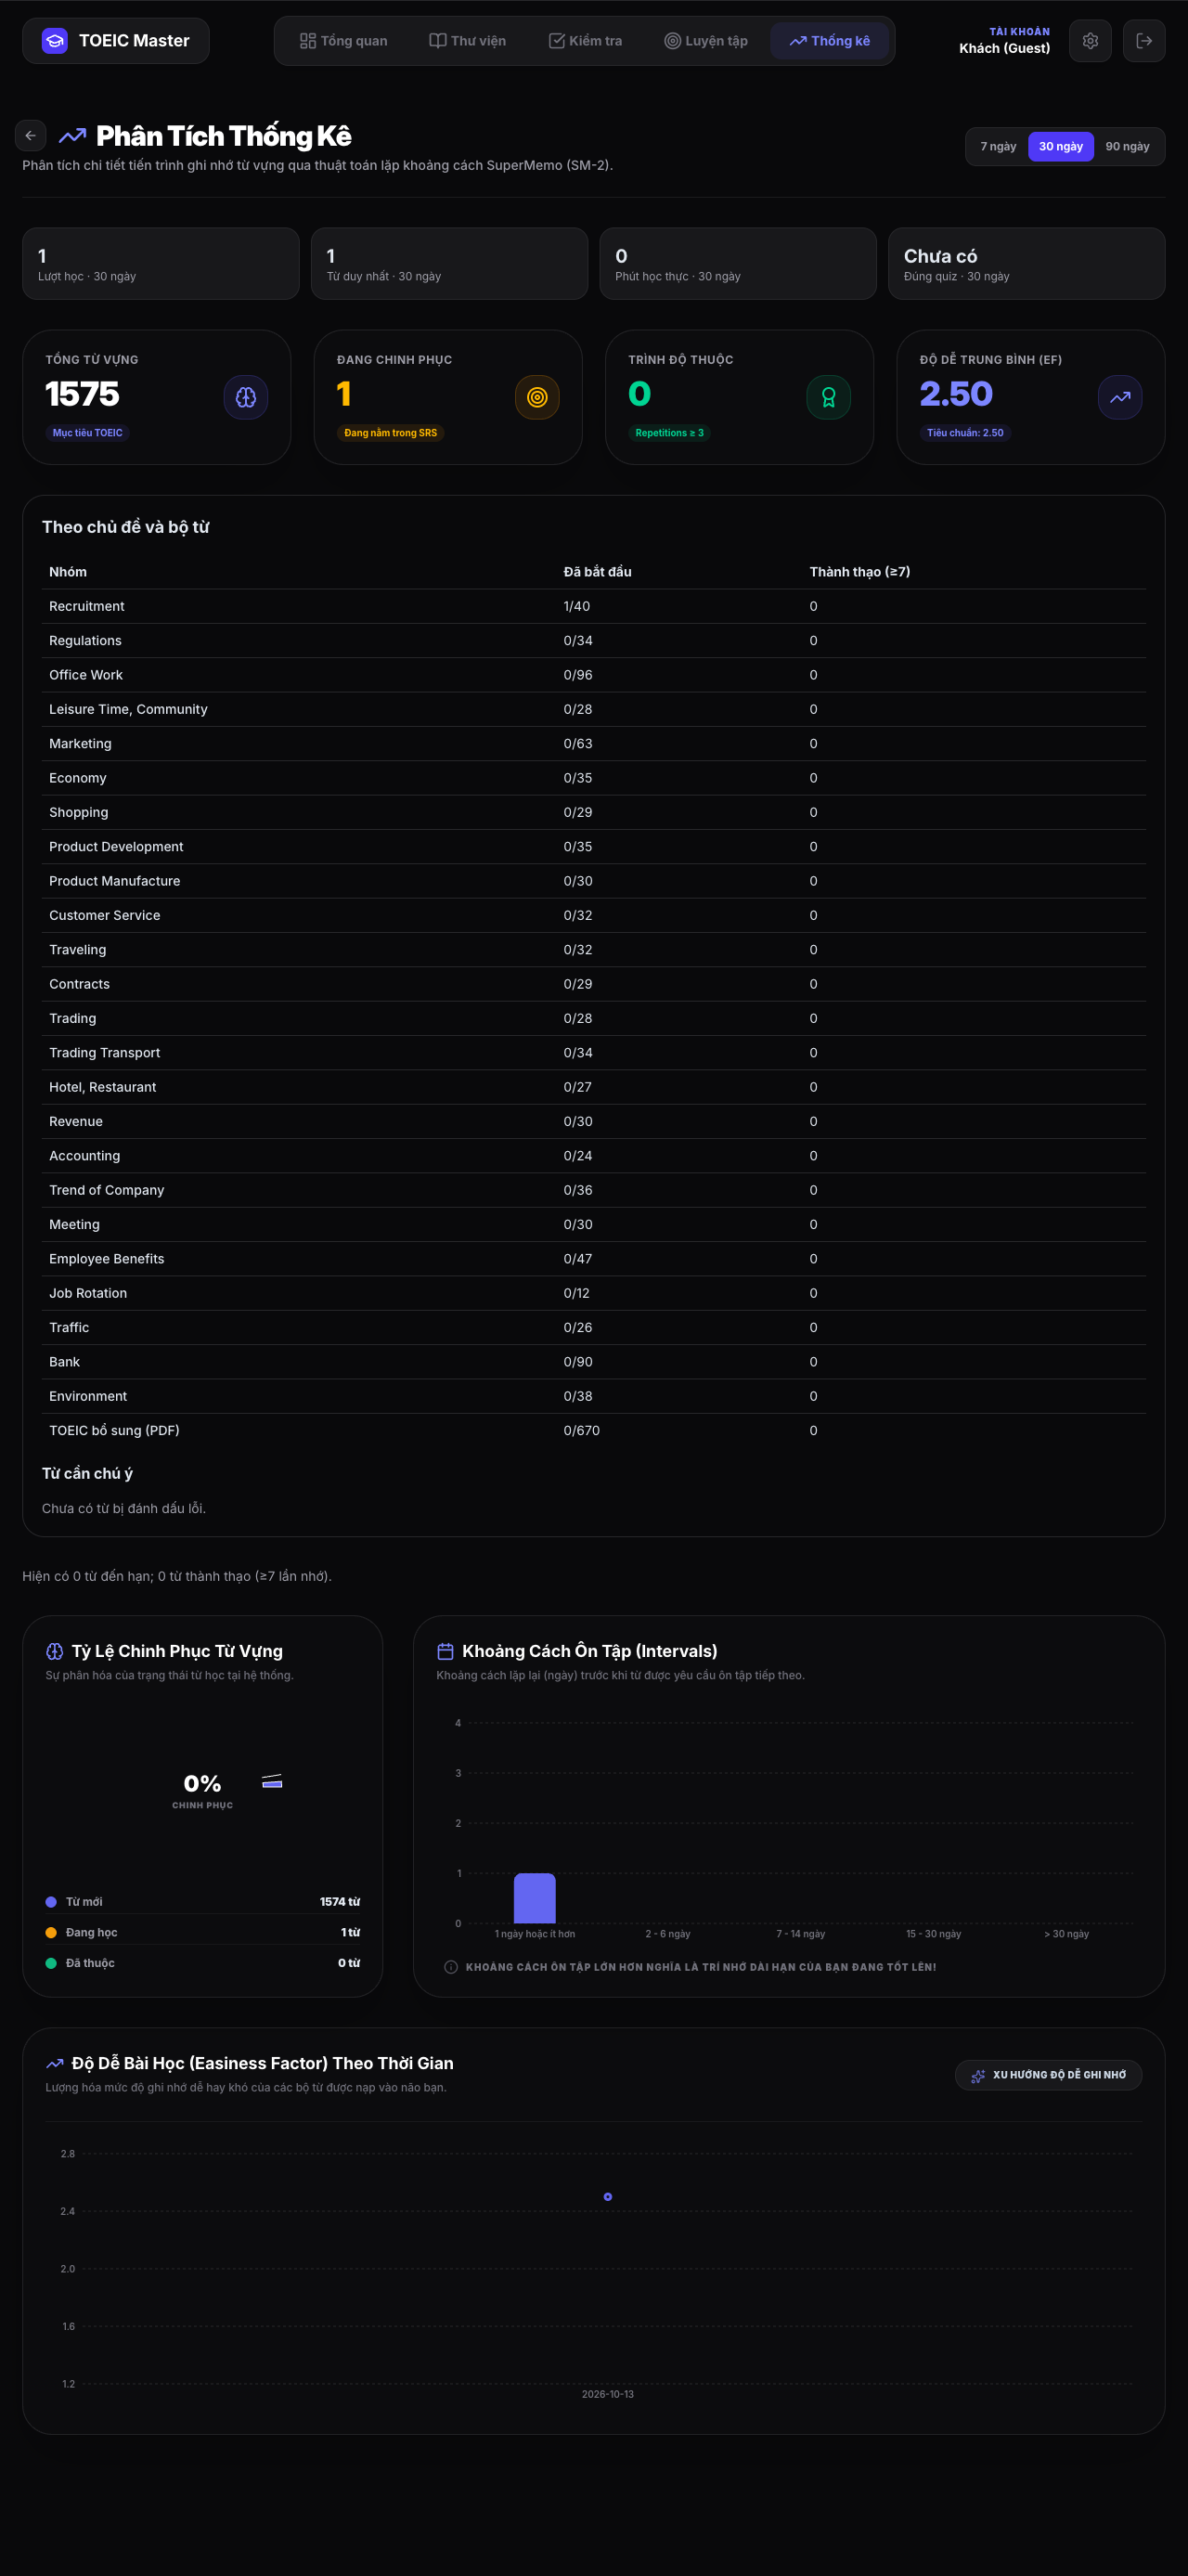 TOEIC Master
Tổng quan
Thư viện
Kiểm tra
Luyện tập
Thống kê
TÀI KHOẢN
Khách (Guest)
Phân Tích Thống Kê
Phân tích chi tiết tiến trình ghi nhớ từ vựng qua thuật toán lặp khoảng cách SuperMemo (SM-2).
7 ngày
30 ngày
90 ngày
1
Lượt học · 30 ngày
1
Từ duy nhất · 30 ngày
0
Phút học thực · 30 ngày
Chưa có
Đúng quiz · 30 ngày
TỔNG TỪ VỰNG
1575
Mục tiêu TOEIC
ĐANG CHINH PHỤC
1
Đang nằm trong SRS
TRÌNH ĐỘ THUỘC
0
Repetitions ≥ 3
ĐỘ DỄ TRUNG BÌNH (EF)
2.50
Tiêu chuẩn: 2.50
Theo chủ đề và bộ từ
Nhóm Đã bắt đầu Thành thạo (≥7)
Recruitment 1/40 0
Regulations 0/34 0
Office Work 0/96 0
Leisure Time, Community 0/28 0
Marketing 0/63 0
Economy 0/35 0
Shopping 0/29 0
Product Development 0/35 0
Product Manufacture 0/30 0
Customer Service 0/32 0
Traveling 0/32 0
Contracts 0/29 0
Trading 0/28 0
Trading Transport 0/34 0
Hotel, Restaurant 0/27 0
Revenue 0/30 0
Accounting 0/24 0
Trend of Company 0/36 0
Meeting 0/30 0
Employee Benefits 0/47 0
Job Rotation 0/12 0
Traffic 0/26 0
Bank 0/90 0
Environment 0/38 0
TOEIC bổ sung (PDF) 0/670 0
Từ cần chú ý
Chưa có từ bị đánh dấu lỗi.
Hiện có 0 từ đến hạn; 0 từ thành thạo (≥7 lần nhớ).
Tỷ Lệ Chinh Phục Từ Vựng
Sự phân hóa của trạng thái từ học tại hệ thống.
0%
CHINH PHỤC
Từ mới 1574 từ
Đang học 1 từ
Đã thuộc 0 từ
Khoảng Cách Ôn Tập (Intervals)
Khoảng cách lặp lại (ngày) trước khi từ được yêu cầu ôn tập tiếp theo.
4
3
2
1
0
1 ngày hoặc ít hơn 2 - 6 ngày 7 - 14 ngày 15 - 30 ngày > 30 ngày
KHOẢNG CÁCH ÔN TẬP LỚN HƠN NGHĨA LÀ TRÍ NHỚ DÀI HẠN CỦA BẠN ĐANG TỐT LÊN!
Độ Dễ Bài Học (Easiness Factor) Theo Thời Gian
Lượng hóa mức độ ghi nhớ dễ hay khó của các bộ từ được nạp vào não bạn.
XU HƯỚNG ĐỘ DỄ GHI NHỚ
2.8
2.4
2.0
1.6
1.2
2026-10-13